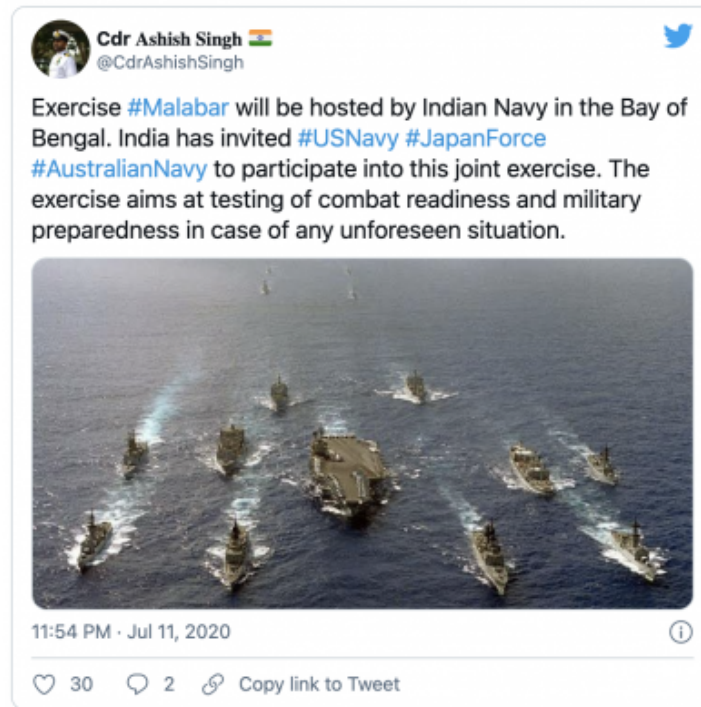 Cdr Ashish Singh 🇮🇳
@CdrAshishSingh
Exercise #Malabar will be hosted by Indian Navy in the Bay of
Bengal. India has invited #USNavy #JapanForce
#AustralianNavy to participate into this joint exercise. The
exercise aims at testing of combat readiness and military
preparedness in case of any unforeseen situation.
11:54 PM · Jul 11, 2020
30 2 Copy link to Tweet